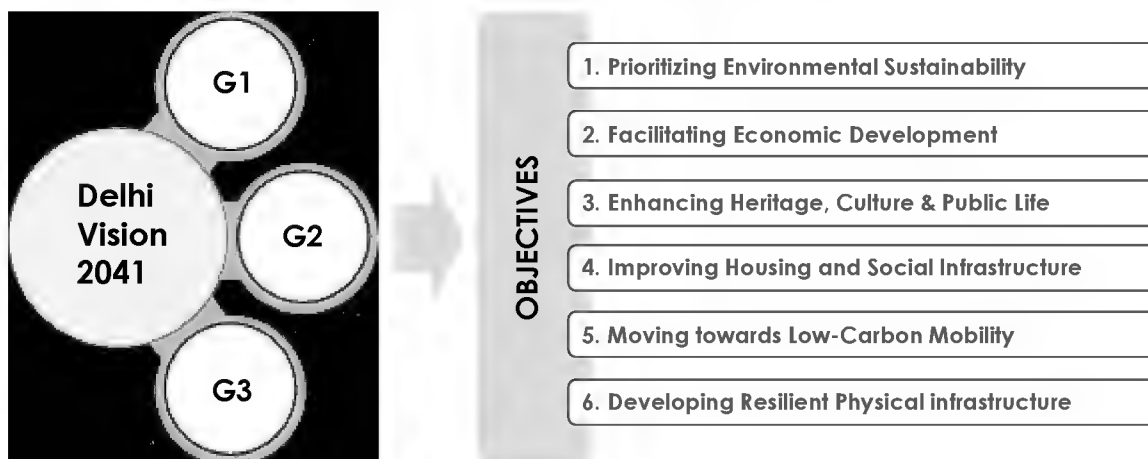 G1
Delhi
Vision
2041
G2
G3
OBJECTIVES
1. Prioritizing Environmental Sustainability
2. Facilitating Economic Development
3. Enhancing Heritage, Culture & Public Life
4. Improving Housing and Social Infrastructure
5. Moving towards Low-Carbon Mobility
6. Developing Resilient Physical infrastructure